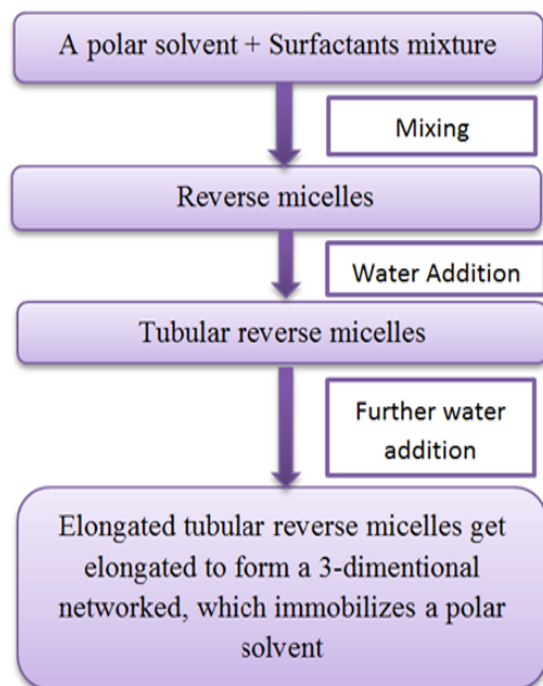 A polar solvent + Surfactants mixture
Mixing
Reverse micelles
Water Addition
Tubular reverse micelles
Further water
addition
Elongated tubular reverse micelles get
elongated to form a 3-dimentional
networked, which immobilizes a polar
solvent